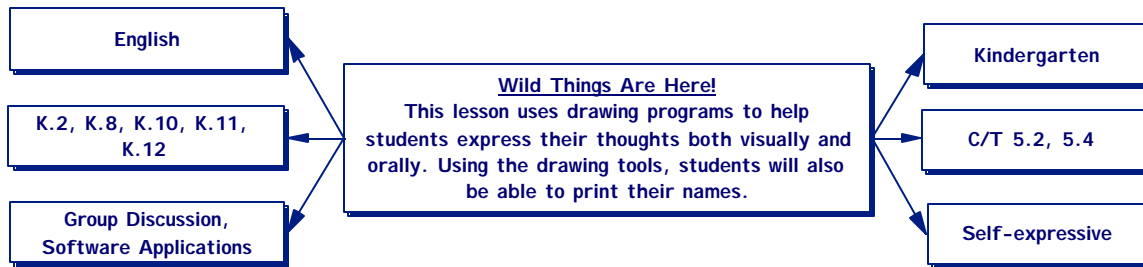 English
K.2, K.8, K.10, K.11,
K.12
Group Discussion,
Software Applications
Wild Things Are Here!
This lesson uses drawing programs to help
students express their thoughts both visually and
orally. Using the drawing tools, students will also
be able to print their names.
Kindergarten
C/T 5.2, 5.4
Self-expressive